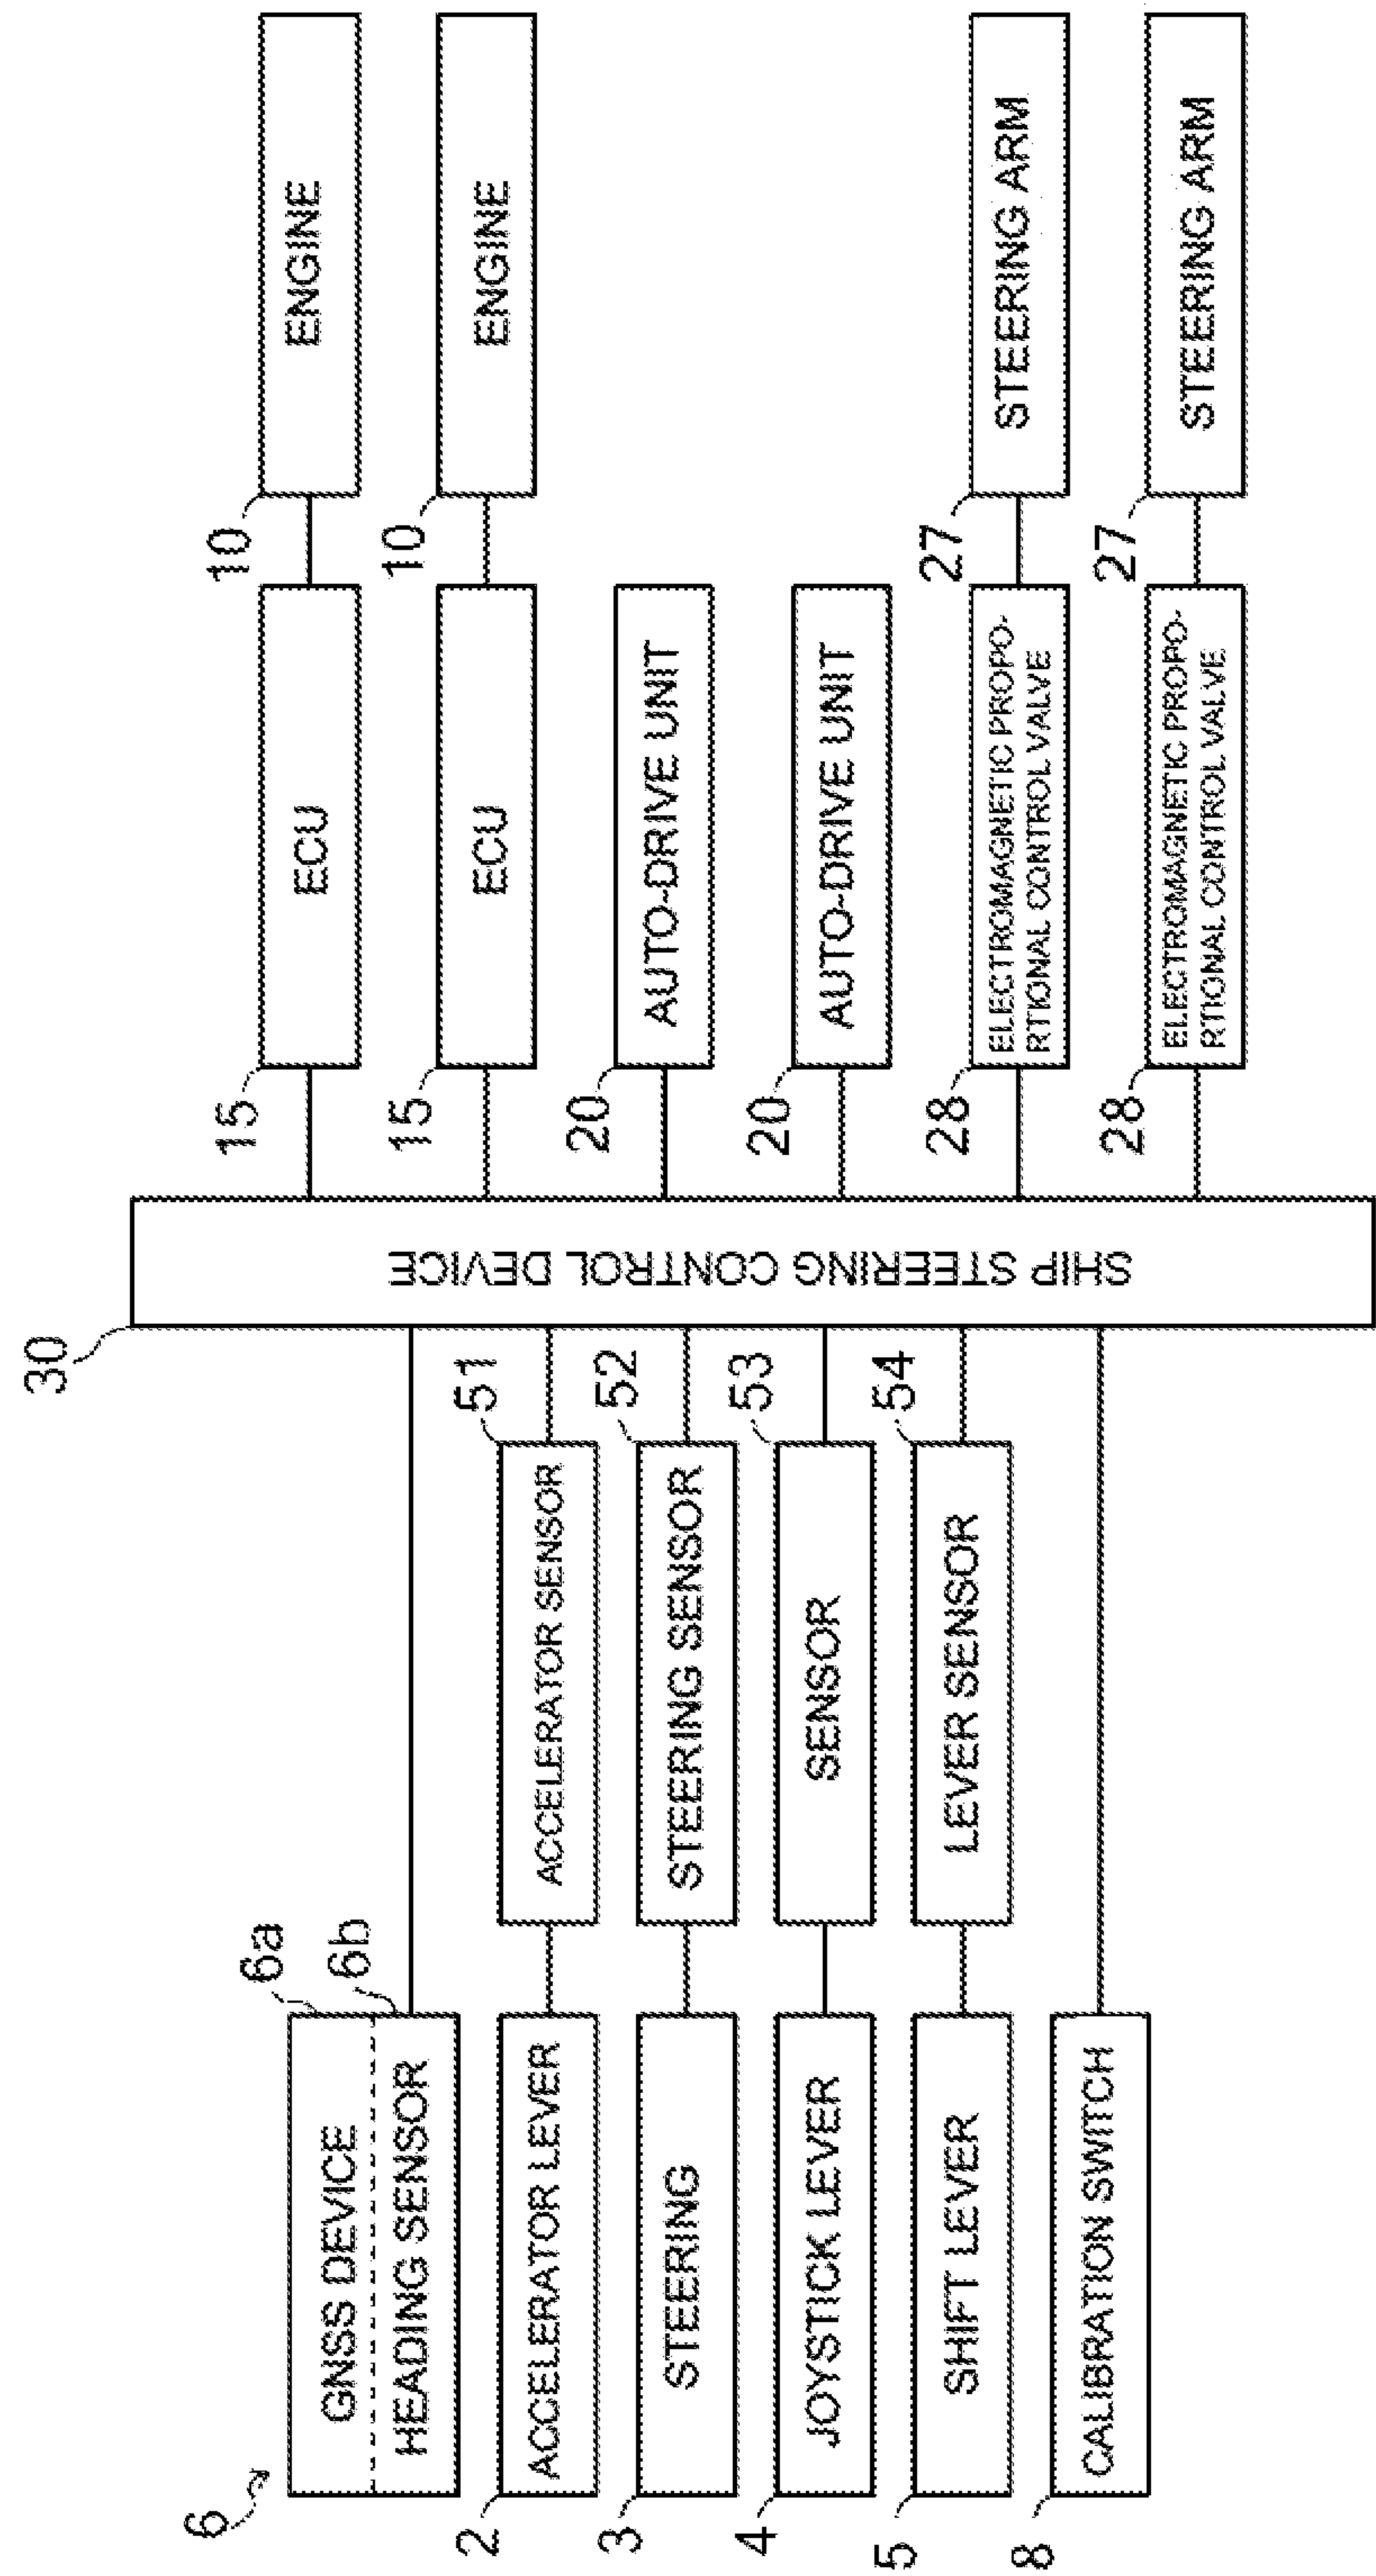 6
6a
GNSS DEVICE
6b
HEADING SENSOR
2
ACCELERATOR LEVER
51
ACCELERATOR SENSOR
3
STEERING
52
STEERING SENSOR
4
JOYSTICK LEVER
53
SENSOR
5
SHIFT LEVER
54
LEVER SENSOR
8
CALIBRATION SWITCH
30
SHIP STEERING CONTROL DEVICE
15
ECU
10
ENGINE
15
ECU
10
ENGINE
20
AUTO-DRIVE UNIT
20
AUTO-DRIVE UNIT
28
ELECTROMAGNETIC PROPO-
RTIONAL CONTROL VALVE
27
STEERING ARM
28
ELECTROMAGNETIC PROPO-
RTIONAL CONTROL VALVE
27
STEERING ARM